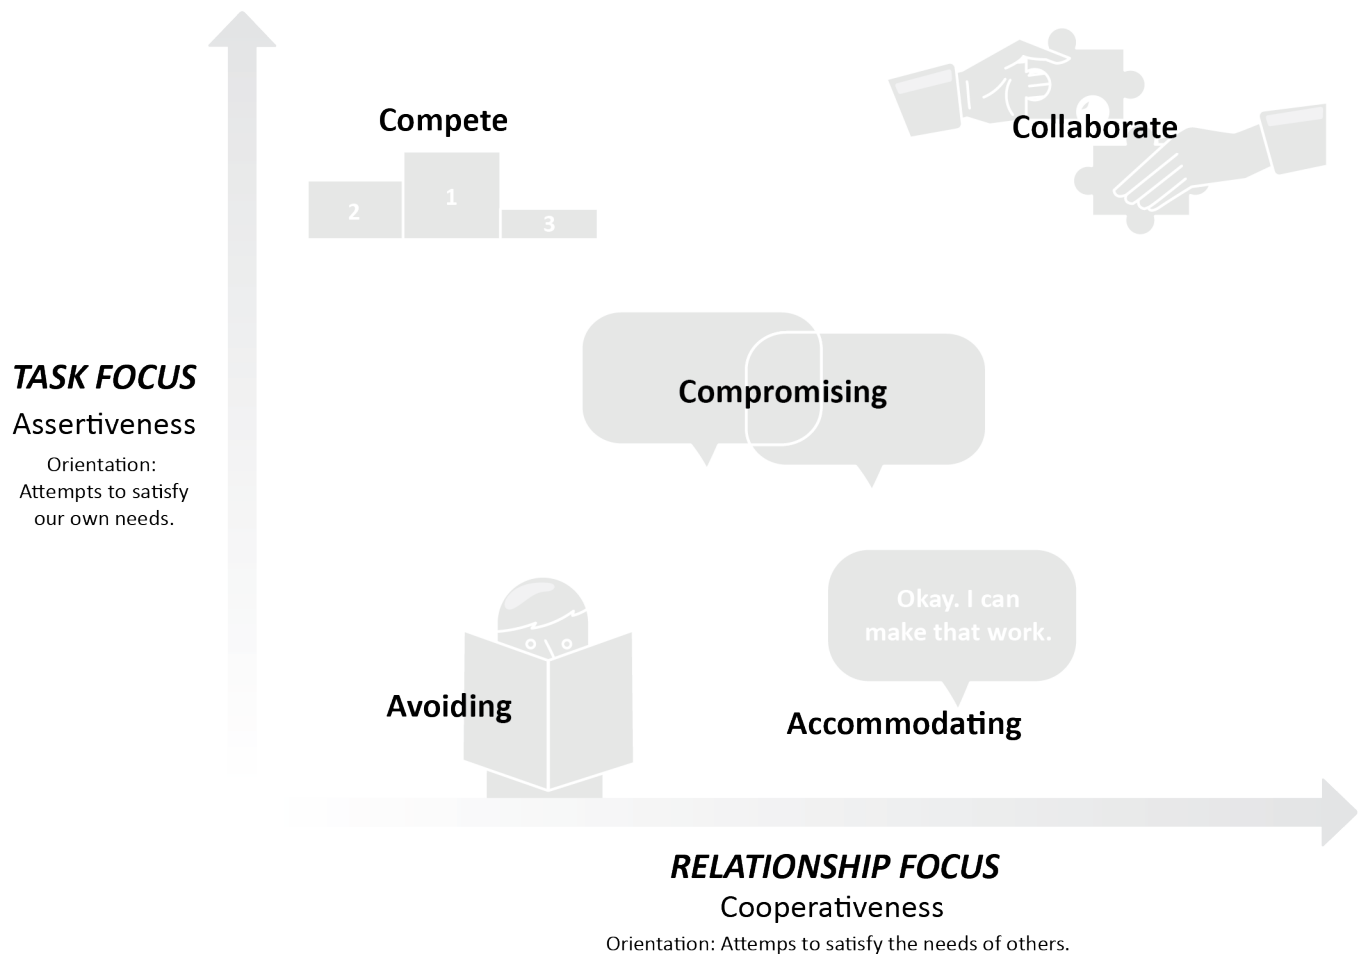 Compete
Collaborate
2
1
3
TASK FOCUS
Assertiveness
Orientation:
Attempts to satisfy
our own needs.
Compromising
Okay. I can
make that work.
Avoiding
Accommodating
RELATIONSHIP FOCUS
Cooperativeness
Orientation: Attemps to satisfy the needs of others.